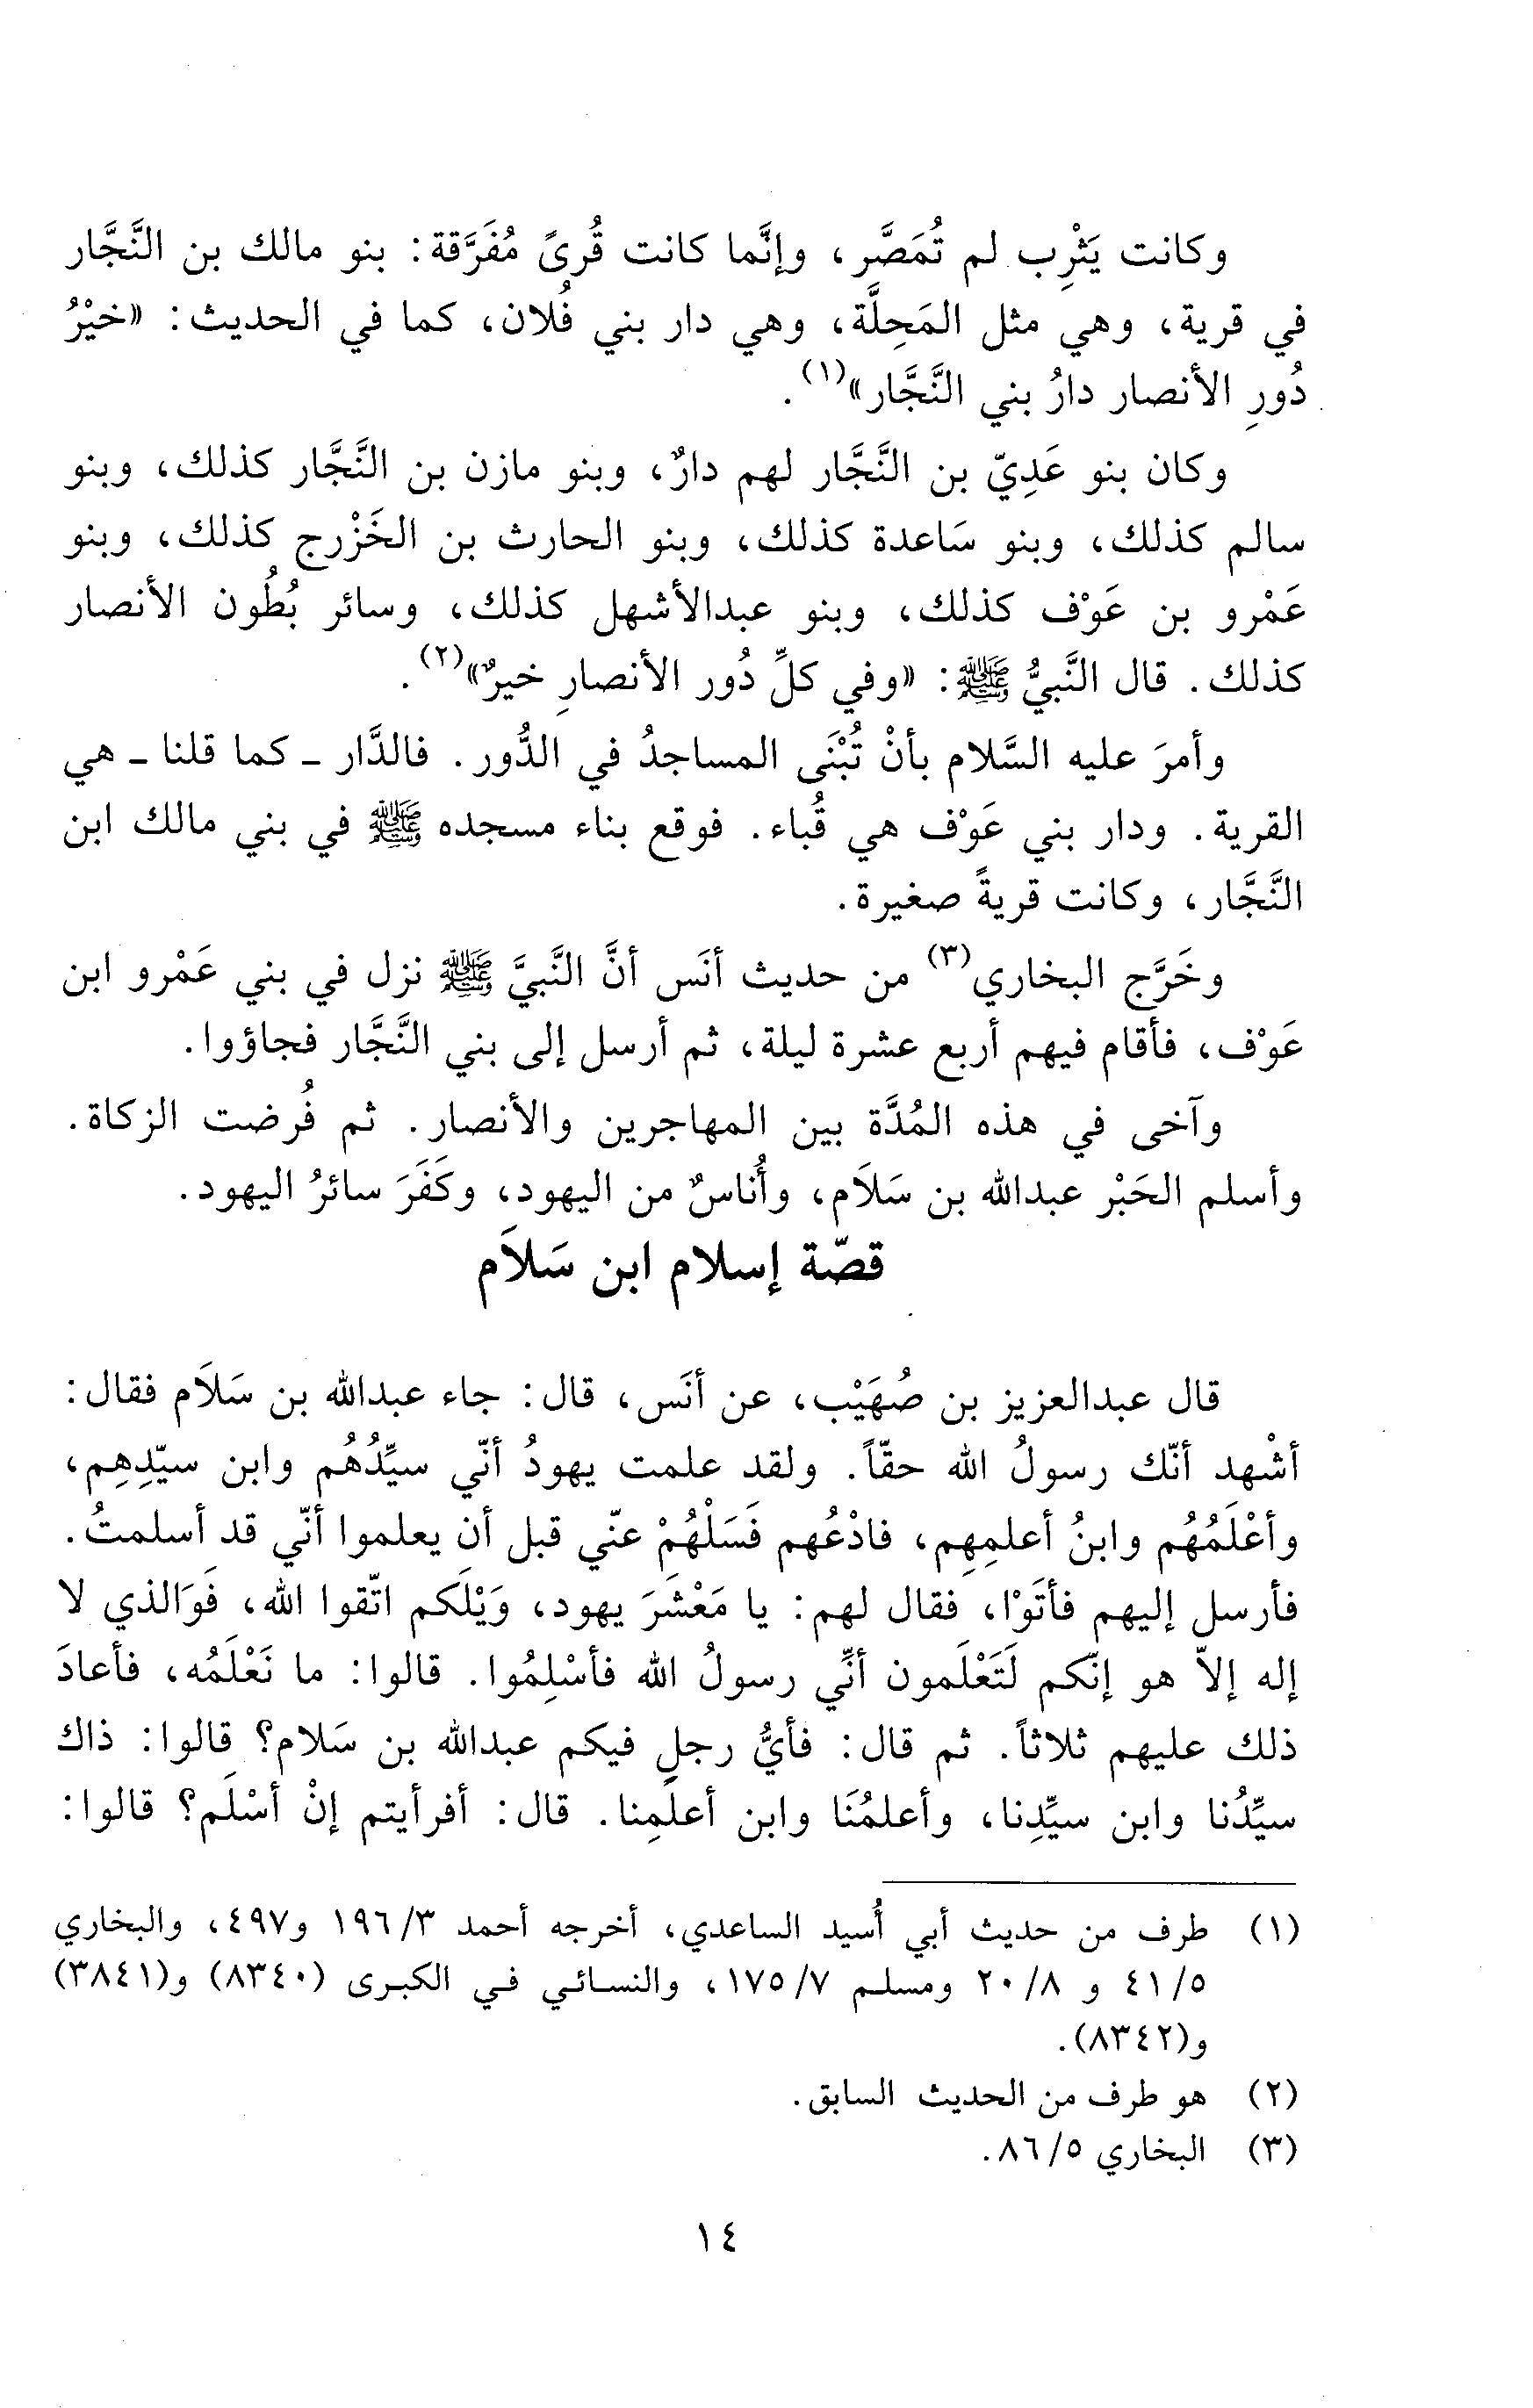 وكانت يَثْرِب لم تُمَصَّر، وإنَّما كانت قُرىً مُفَرَّقة: بنو مالك بن النَّجَّار
في قرية، وهي مثل المَحِلَّة، وهي دار بني فُلان، كما في الحديث: «خيْرُ
دُورِ الأنصار دارُ بني النَّجَّار»(١).
وكان بنو عَدِيّ بن النَّجَّار لهم دارٌ، وبنو مازن بن النَّجَّار كذلك، وبنو
سالم كذلك، وبنو سَاعدة كذلك، وبنو الحارث بن الخَزْرج كذلك، وبنو
عَمْرو بن عَوْف كذلك، وبنو عبدالأشهل كذلك، وسائر بُطُون الأنصار
كذلك. قال النَّبيُّ ﷺ: «وفي كلِّ دُور الأنصارِ خيرٌ»(٢).
وأمرَ عليه السَّلام بأنْ تُبْنَى المساجدُ في الدُّور. فالدَّار - كما قلنا - هي
القرية. ودار بني عَوْف هي قُباء. فوقع بناء مسجده ﷺ في بني مالك ابن
النَّجَّار، وكانت قريةً صغيرة.
وخَرَّج البخاري(٣) من حديث أنَس أنَّ النَّبيَّ ﷺ نزل في بني عَمْرو ابن
عَوْف، فأقام فيهم أربع عشرة ليلة، ثم أرسل إلى بني النَّجَّار فجاؤوا.
وآخى في هذه المُدَّة بين المهاجرين والأنصار. ثم فُرضت الزكاة.
وأسلم الحَبْر عبدالله بن سَلَام، وأُناسٌ من اليهود، وكَفَرَ سائرُ اليهود.
قصّة إسلام ابن سَلاَم
قال عبدالعزيز بن صُهَيْب، عن أنَس، قال: جاء عبدالله بن سَلاَم فقال:
أشْهد أنّك رسولُ الله حقّاً. ولقد علمت يهودُ أنّي سيِّدُهُم وابن سيّدِهِم،
وأعْلَمُهُم وابنُ أعلمِهِم، فادْعُهم فَسَلْهُمْ عنّي قبل أن يعلموا أنّي قد أسلمتُ.
فأرسل إليهم فأتَوْا، فقال لهم: يا مَعْشَرَ يهود، وَيْلَكم اتّقوا الله، فَوَالذي لا
إله إلاّ هو إنّكم لَتَعْلَمون أنِّي رسولُ الله فأسْلِمُوا. قالوا: ما نَعْلَمُه، فأعادَ
ذلك عليهم ثلاثاً. ثم قال: فأيُّ رجلٍ فيكم عبدالله بن سَلام؟ قالوا: ذاك
سيِّدُنا وابن سيِّدِنا، وأعلمُنَا وابن أعلَمِنا. قال: أفرأيتم إنْ أسْلَم؟ قالوا:
(١) طرف من حديث أبي أُسيد الساعدي، أخرجه أحمد ٣/ ١٩٦ و٤٩٧، والبخاري
٥/ ٤١ و ٨/ ٢٠ ومسلم ٧/ ١٧٥، والنسائي في الكبرى (٨٣٤٠) و(٣٨٤١)
و(٨٣٤٢).
(٢) هو طرف من الحديث السابق.
(٣) البخاري ٥/ ٨٦.
١٤